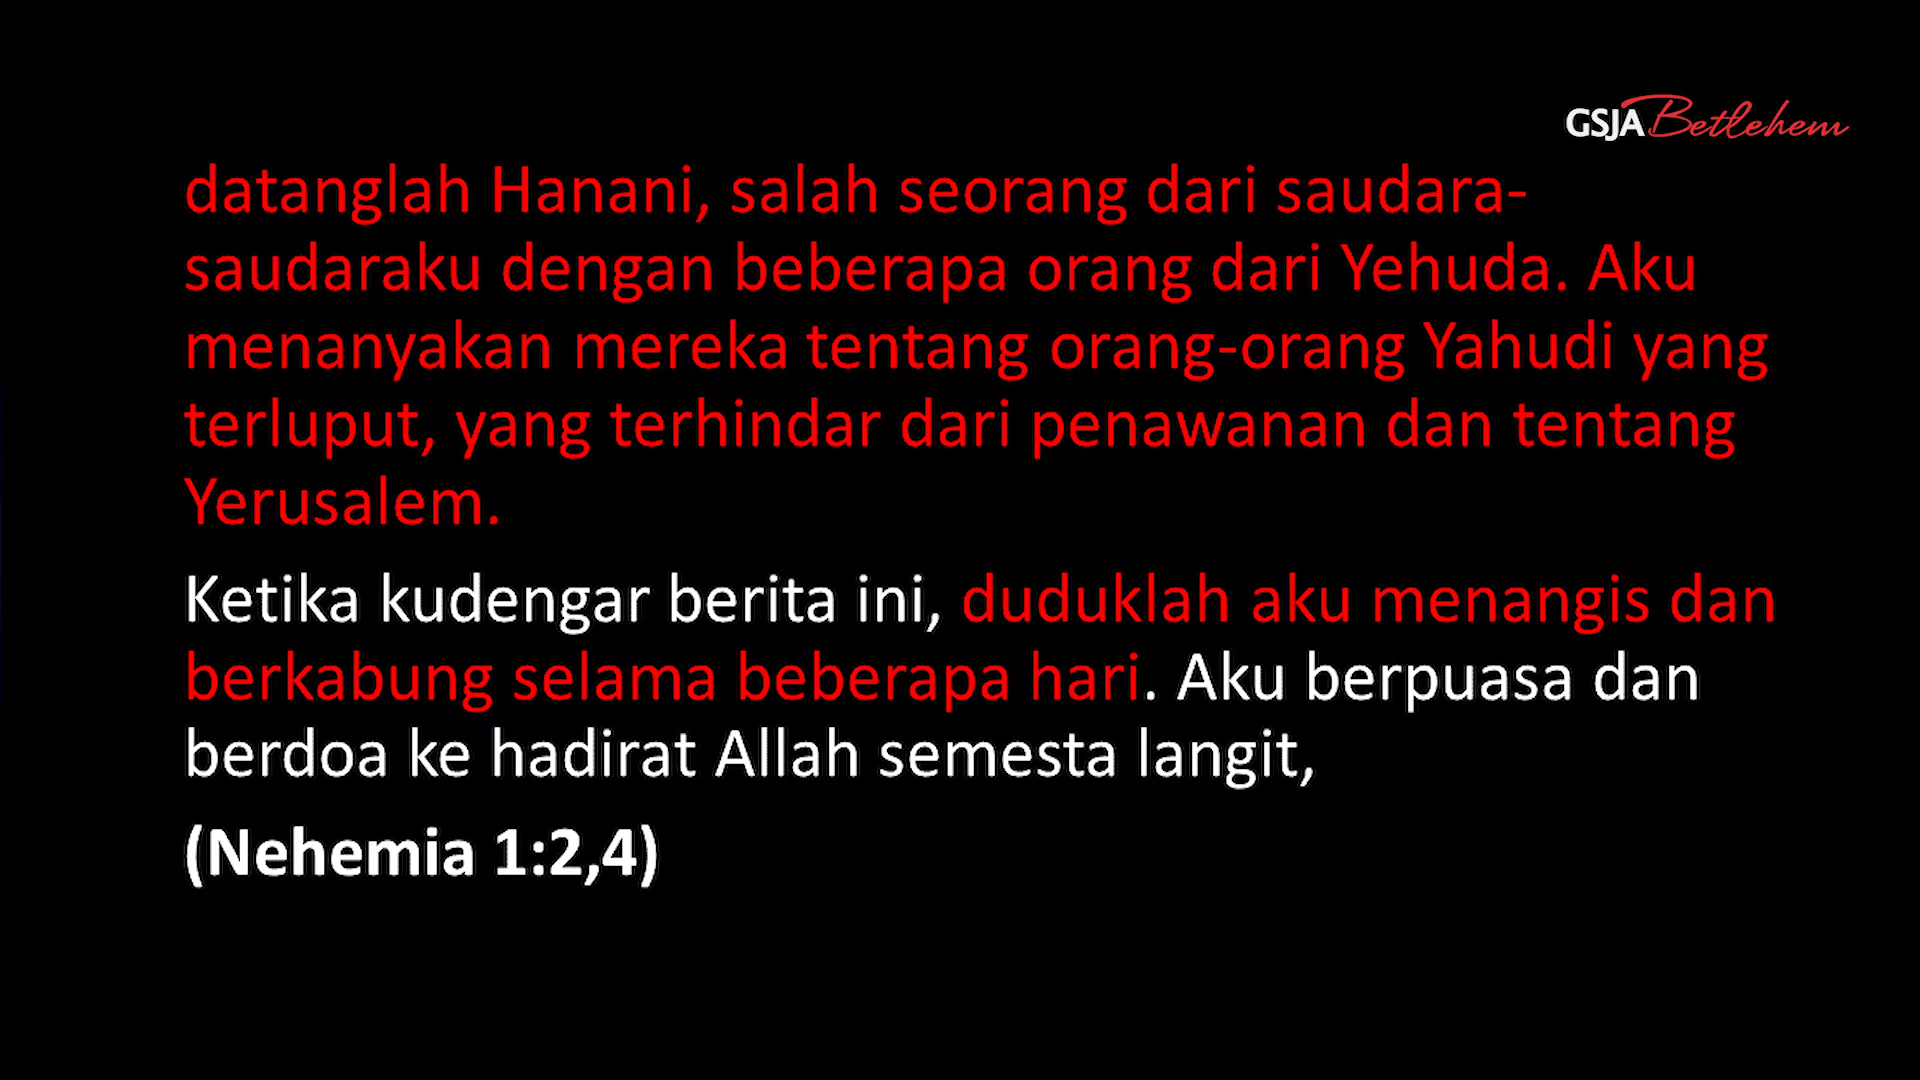 GSJA Betlehem
datanglah Hanani, salah seorang dari saudara-
saudaraku dengan beberapa orang dari Yehuda. Aku
menanyakan mereka tentang orang-orang Yahudi yang
terluput, yang terhindar dari penawanan dan tentang
Yerusalem.
Ketika kudengar berita ini, duduklah aku menangis dan
berkabung selama beberapa hari. Aku berpuasa dan
berdoa ke hadirat Allah semesta langit,
(Nehemia 1:2,4)